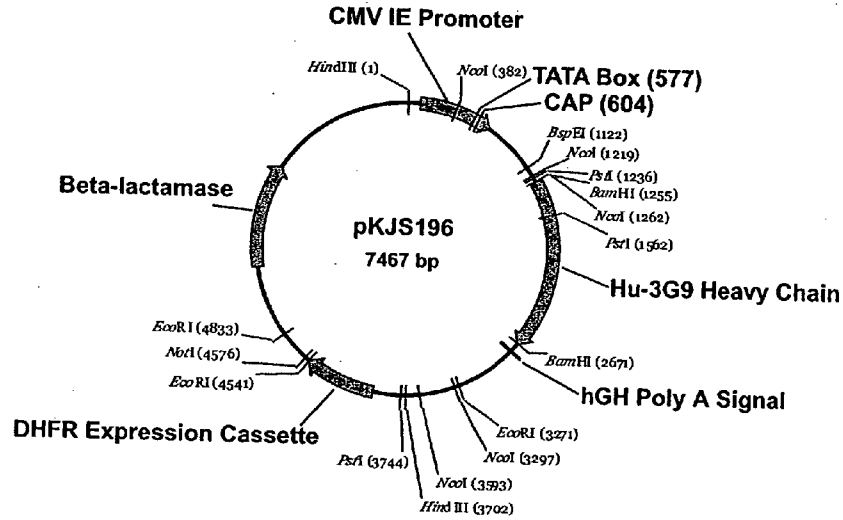 CMV IE Promoter
HindIII (1)
NcoI (382)
TATA Box (577)
CAP (604)
BspEI (1122)
NcoI (1219)
PstI (1236)
BamHI (1255)
NcoI (1262)
PstI (1562)
Beta-lactamase
pKJS196
7467 bp
Hu-3G9 Heavy Chain
EcoRI (4833)
NotI (4576)
EcoRI (4541)
BamHI (2671)
hGH Poly A Signal
DHFR Expression Cassette
EcoRI (3271)
NcoI (3297)
PstI (3744)
NcoI (3593)
Hind III (3702)